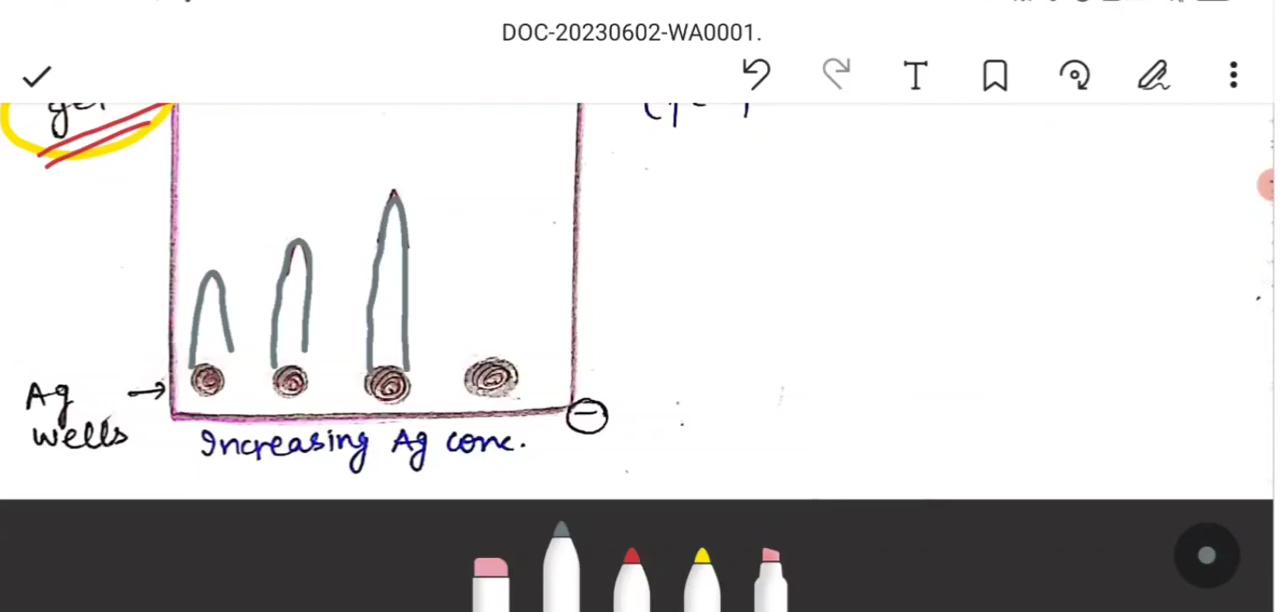 DOC-20230602-WA0001.
T
Ag
wells
Increasing Ag conc.